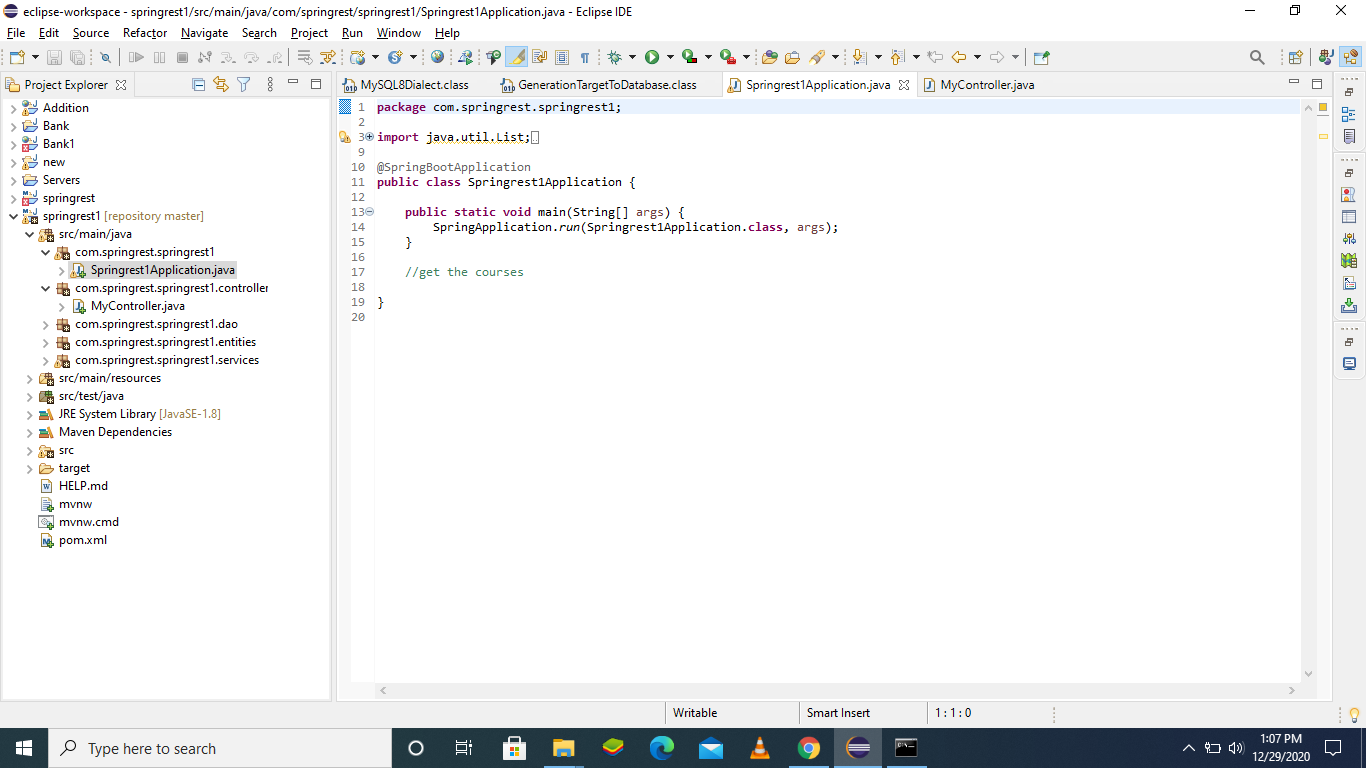 eclipse-workspace - springrest1/src/main/java/com/springrest/springrest1/Springrest1Application.java - Eclipse IDE
File Edit Source Refactor Navigate Search Project Run Window Help
Project Explorer
Addition
Bank
Bank1
new
Servers
springrest
springrest1 [repository master]
src/main/java
com.springrest.springrest1
Springrest1Application.java
com.springrest.springrest1.controller
MyController.java
com.springrest.springrest1.dao
com.springrest.springrest1.entities
com.springrest.springrest1.services
src/main/resources
src/test/java
JRE System Library [JavaSE-1.8]
Maven Dependencies
src
target
HELP.md
mvnw
mvnw.cmd
pom.xml
MySQL8Dialect.class GenerationTargetToDatabase.class Springrest1Application.java MyController.java
1 package com.springrest.springrest1;
2
3 import java.util.List;
9
10 @SpringBootApplication
11 public class Springrest1Application {
12
13 public static void main(String[] args) {
14 SpringApplication.run(Springrest1Application.class, args);
15 }
16
17 //get the courses
18
19 }
20
Writable Smart Insert 1 : 1 : 0
Type here to search
1:07 PM
12/29/2020